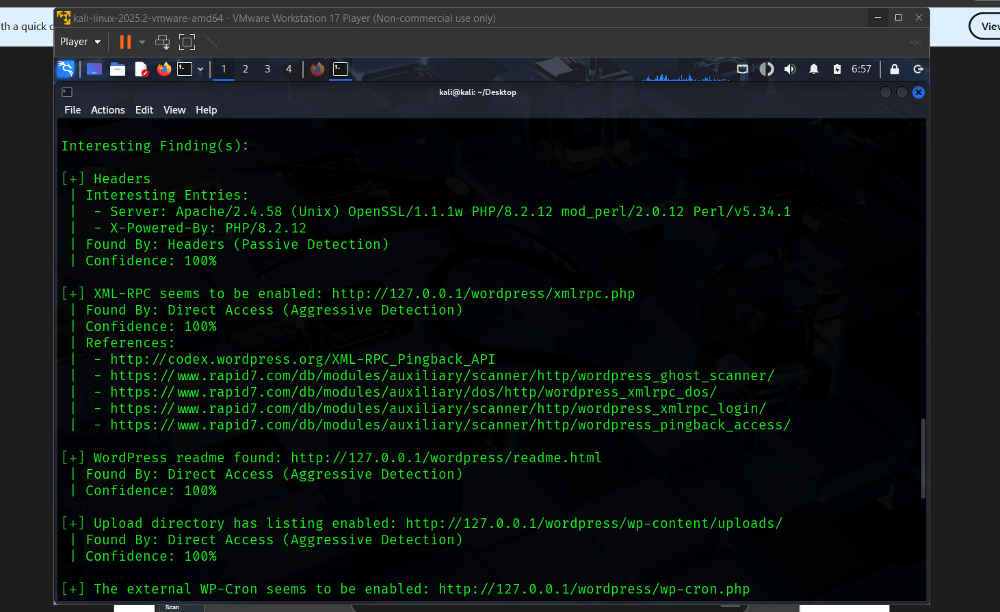 kali-linux-2025.2-vmware-amd64 - VMware Workstation 17 Player (Non-commercial use only)
th a quick
Player
1 2 3 4
6:57
kali@kali: ~/Desktop
File Actions Edit View Help
Interesting Finding(s):
[+] Headers
| Interesting Entries:
|  - Server: Apache/2.4.58 (Unix) OpenSSL/1.1.1w PHP/8.2.12 mod_perl/2.0.12 Perl/v5.34.1
|  - X-Powered-By: PHP/8.2.12
| Found By: Headers (Passive Detection)
| Confidence: 100%
[+] XML-RPC seems to be enabled: http://127.0.0.1/wordpress/xmlrpc.php
| Found By: Direct Access (Aggressive Detection)
| Confidence: 100%
| References:
|  - http://codex.wordpress.org/XML-RPC_Pingback_API
|  - https://www.rapid7.com/db/modules/auxiliary/scanner/http/wordpress_ghost_scanner/
|  - https://www.rapid7.com/db/modules/auxiliary/dos/http/wordpress_xmlrpc_dos/
|  - https://www.rapid7.com/db/modules/auxiliary/scanner/http/wordpress_xmlrpc_login/
|  - https://www.rapid7.com/db/modules/auxiliary/scanner/http/wordpress_pingback_access/
[+] WordPress readme found: http://127.0.0.1/wordpress/readme.html
| Found By: Direct Access (Aggressive Detection)
| Confidence: 100%
[+] Upload directory has listing enabled: http://127.0.0.1/wordpress/wp-content/uploads/
| Found By: Direct Access (Aggressive Detection)
| Confidence: 100%
[+] The external WP-Cron seems to be enabled: http://127.0.0.1/wordpress/wp-cron.php
Scan